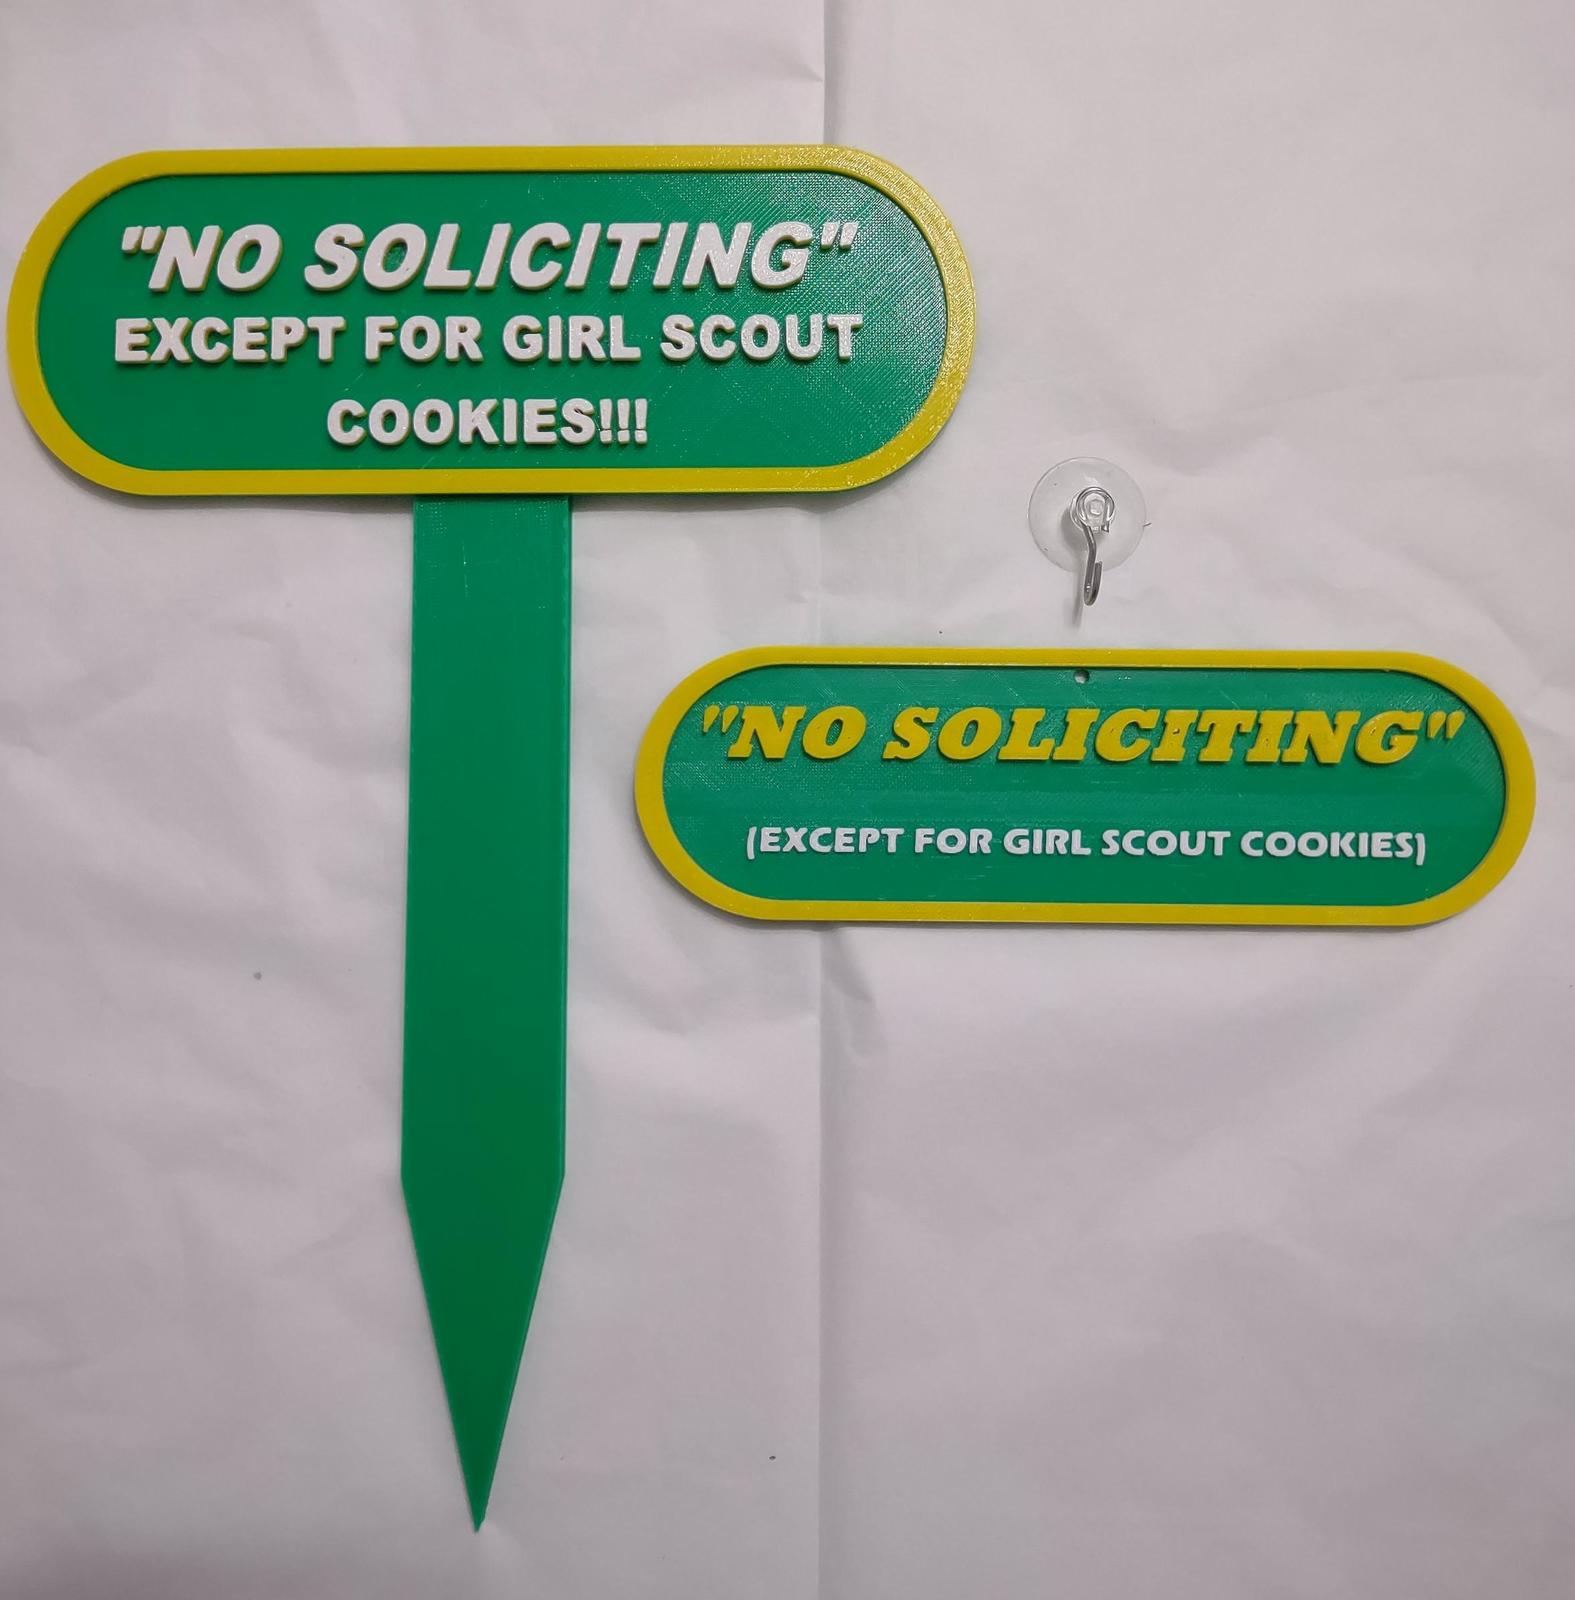 "NO SOLICITING"
EXCEPT FOR GIRL SCOUT
COOKIES!!!
"NO SOLICITING"
(EXCEPT FOR GIRL SCOUT COOKIES)